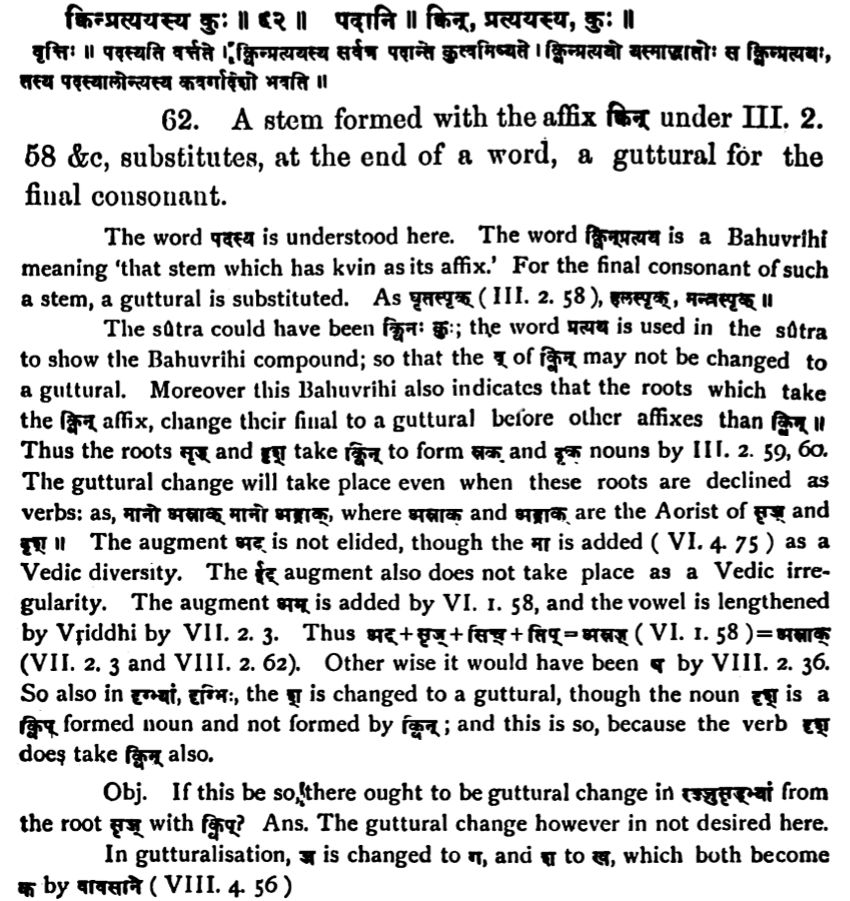 क्विन्प्रत्ययस्य कुः ॥ ६२ ॥ पदानि ॥ क्विन्, प्रत्ययस्य, कुः ॥
वृत्तिः ॥ पदस्यति वर्त्तते । क्विन्प्रत्ययस्य सर्वत्र पदान्ते कुत्वमिष्यते । क्विन्प्रत्ययो यस्माद्धातोः स क्विन्प्रत्ययः,
तस्य पदस्यालोन्त्यस्य कवर्गादेशो भवति ॥
62. A stem formed with the affix क्विन् under III. 2.
58 &c, substitutes, at the end of a word, a guttural for the
final consonant.
The word पदस्य is understood here. The word क्विन्प्रत्यय is a Bahuvrihi
meaning 'that stem which has kvin as its affix.' For the final consonant of such
a stem, a guttural is substituted. As घृतस्पृक् (III. 2. 58), हलस्पृक्, मन्त्रस्पृक् ॥
The sûtra could have been क्विनः कुः; the word प्रत्यय is used in the sûtra
to show the Bahuvrihi compound; so that the व् of क्विन् may not be changed to
a guttural. Moreover this Bahuvrihi also indicates that the roots which take
the क्विन् affix, change their final to a guttural before other affixes than क्विन् ॥
Thus the roots सृज् and दृश् take क्विन् to form स्रक् and दृक् nouns by III. 2. 59, 60.
The guttural change will take place even when these roots are declined as
verbs: as, मानो अस्राक् मानो अद्राक्, where अस्राक् and अद्राक् are the Aorist of सृज् and
दृश् ॥ The augment अट् is not elided, though the मा is added (VI. 4. 75) as a
Vedic diversity. The ईट् augment also does not take place as a Vedic irre-
gularity. The augment अम् is added by VI. 1. 58, and the vowel is lengthened
by Vṛiddhi by VII. 2. 3. Thus अट्+सृज्+सिच्+तिप्=अस्रज् (VI. 1. 58)=अस्राक्
(VII. 2. 3 and VIII. 2. 62). Other wise it would have been ष by VIII. 2. 36.
So also in दृग्भ्यां, दृग्भिः, the श् is changed to a guttural, though the noun दृश् is a
क्विप् formed noun and not formed by क्विन्; and this is so, because the verb दृश्
does take क्विन् also.
Obj. If this be so, there ought to be guttural change in रज्जुसृड्भ्यां from
the root सृज् with क्विप्? Ans. The guttural change however in not desired here.
In gutturalisation, ज is changed to ग, and श to ख, which both become
क by वावसाने (VIII. 4. 56)